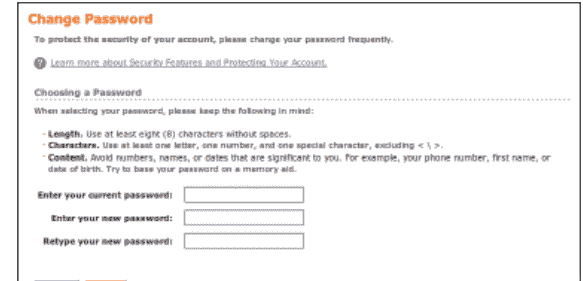 Change Password
To protect the security of your account, please change your password frequently.
? Learn more about Security Features and Protecting Your Account.
Choosing a Password
When selecting your password, please keep the following in mind:
- Length. Use at least eight (8) characters without spaces.
- Characters. Use at least one letter, one number, and one special character, excluding < \ >.
- Content. Avoid numbers, names, or dates that are significant to you. For example, your phone number, first name, or
date of birth. Try to base your password on a memory aid.
Enter your current password:
Enter your new password:
Retype your new password: